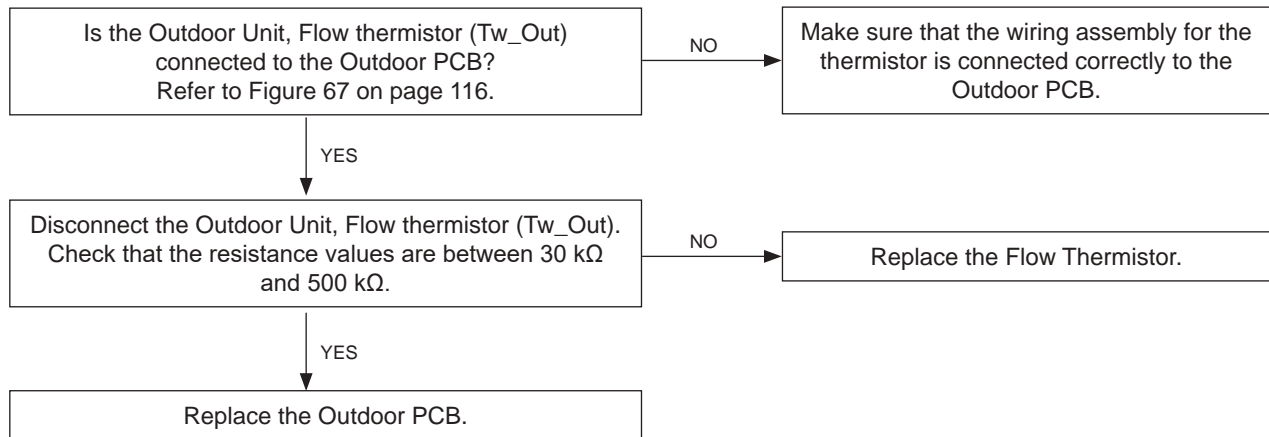 Is the Outdoor Unit, Flow thermistor (Tw_Out)
connected to the Outdoor PCB?
Refer to Figure 67 on page 116.
NO
Make sure that the wiring assembly for the
thermistor is connected correctly to the
Outdoor PCB.
YES
Disconnect the Outdoor Unit, Flow thermistor (Tw_Out).
Check that the resistance values are between 30 kΩ
and 500 kΩ.
NO
Replace the Flow Thermistor.
YES
Replace the Outdoor PCB.